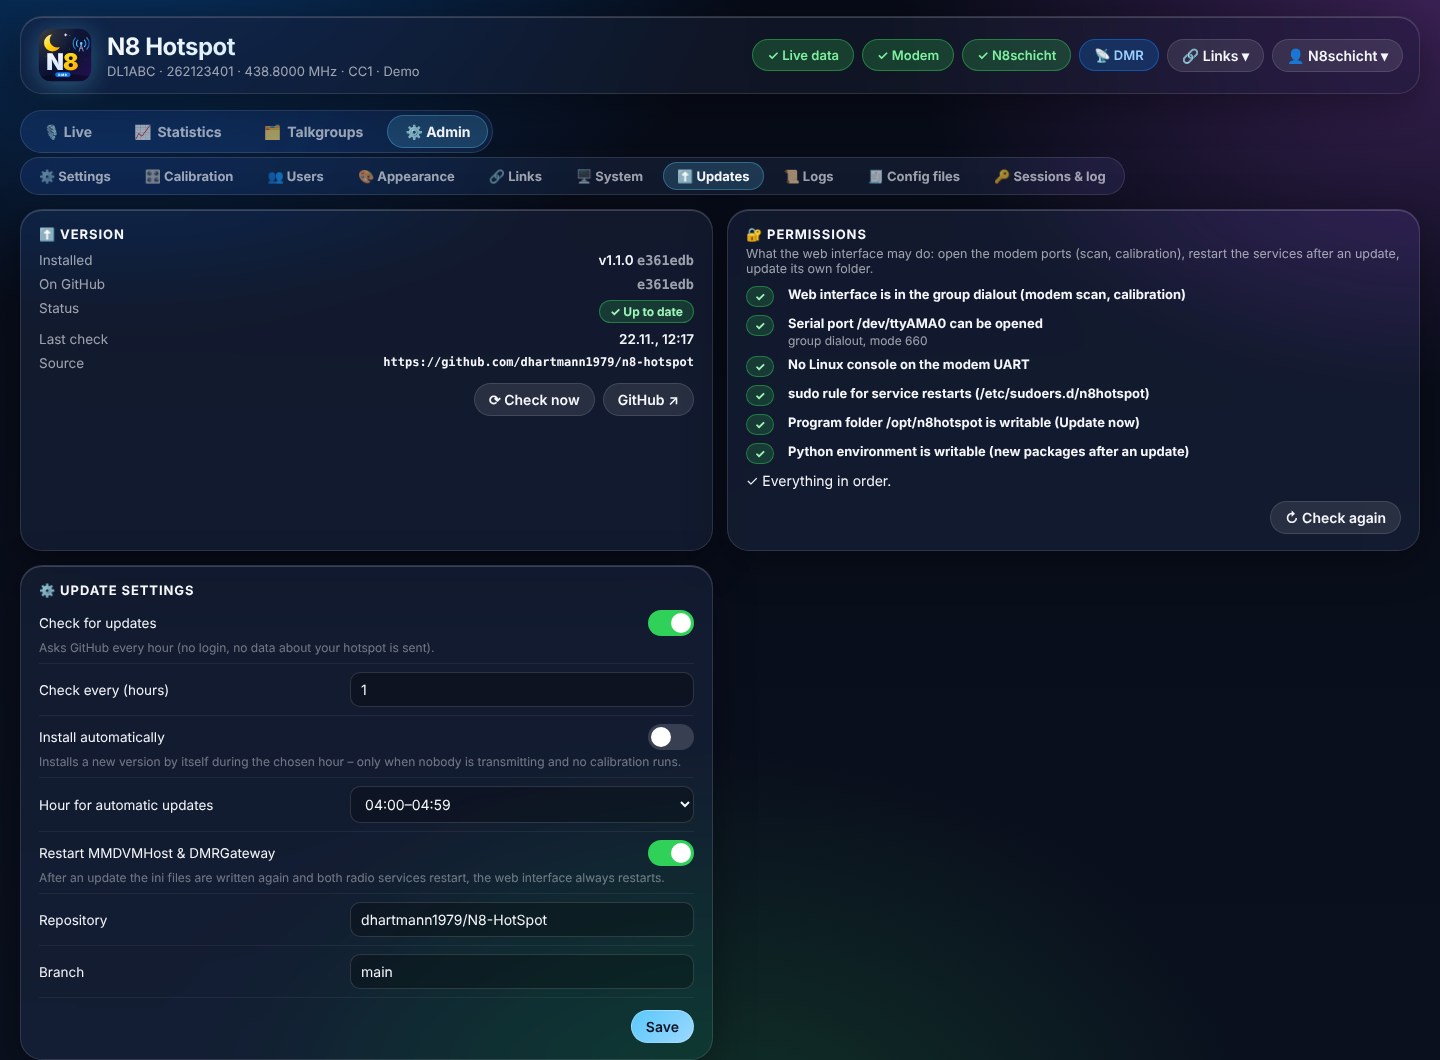 N8
DMR
N8 Hotspot
DL1ABC · 262123401 · 438.8000 MHz · CC1 · Demo
✓ Live data
✓ Modem
✓ N8schicht
📡 DMR
🔗 Links ▾
👤 N8schicht ▾
🎙️ Live
📈 Statistics
🗂️ Talkgroups
⚙️ Admin
⚙️ Settings
🎛️ Calibration
👥 Users
🎨 Appearance
🔗 Links
🖥️ System
⬆️ Updates
📜 Logs
🧾 Config files
🔑 Sessions & log
⬆️ VERSION
Installed v1.1.0 e361edb
On GitHub e361edb
Status ✓ Up to date
Last check 22.11., 12:17
Source https://github.com/dhartmann1979/n8-hotspot
⟳ Check now
GitHub ↗
🔐 PERMISSIONS
What the web interface may do: open the modem ports (scan, calibration), restart the services after an update,
update its own folder.
✓ Web interface is in the group dialout (modem scan, calibration)
✓ Serial port /dev/ttyAMA0 can be opened
group dialout, mode 660
✓ No Linux console on the modem UART
✓ sudo rule for service restarts (/etc/sudoers.d/n8hotspot)
✓ Program folder /opt/n8hotspot is writable (Update now)
✓ Python environment is writable (new packages after an update)
✓ Everything in order.
↻ Check again
⚙️ UPDATE SETTINGS
Check for updates
Asks GitHub every hour (no login, no data about your hotspot is sent).
Check every (hours) 1
Install automatically
Installs a new version by itself during the chosen hour – only when nobody is transmitting and no calibration runs.
Hour for automatic updates 04:00–04:59
Restart MMDVMHost & DMRGateway
After an update the ini files are written again and both radio services restart, the web interface always restarts.
Repository dhartmann1979/N8-HotSpot
Branch main
Save